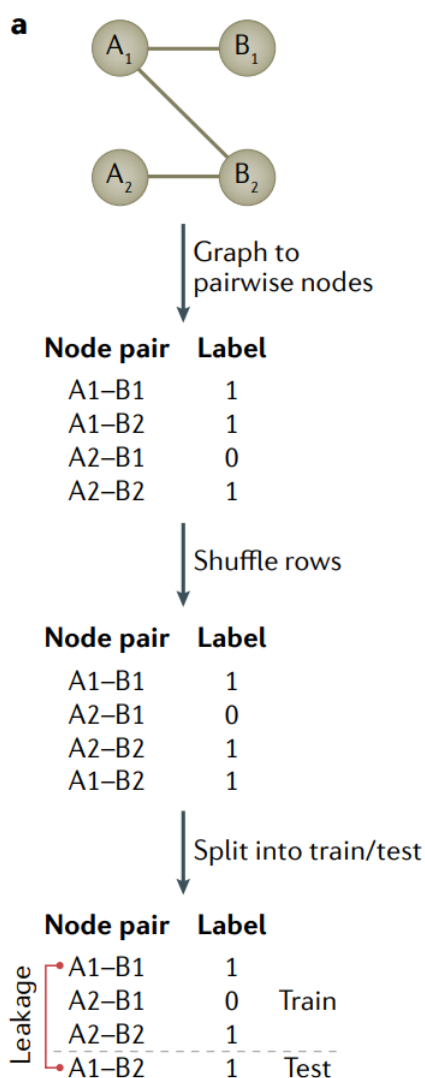 a
A1 B1
A2 B2
Graph to
pairwise nodes
Node pair Label
A1–B1 1
A1–B2 1
A2–B1 0
A2–B2 1
Shuffle rows
Node pair Label
A1–B1 1
A2–B1 0
A2–B2 1
A1–B2 1
Split into train/test
Node pair Label
Leakage
A1–B1 1
A2–B1 0 Train
A2–B2 1
A1–B2 1 Test